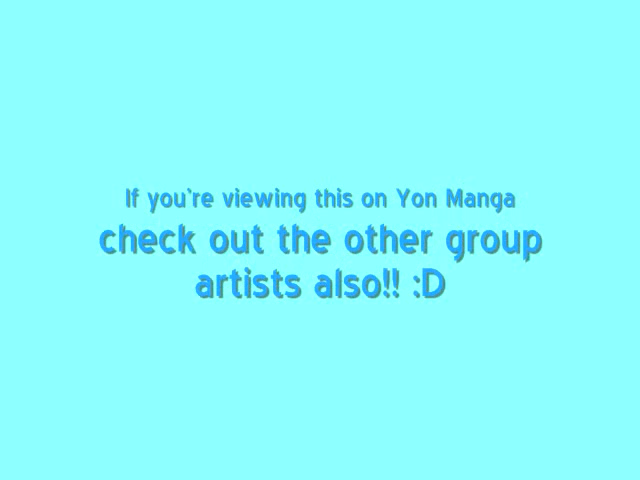 If you're viewing this on Yon Manga
check out the other group
artists also!! :D